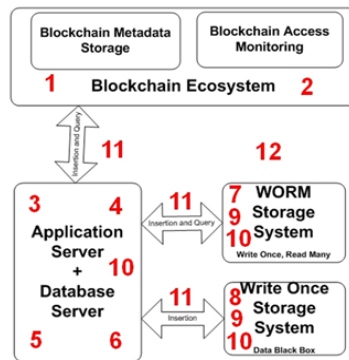 Blockchain Metadata
Storage
Blockchain Access
Monitoring
1 Blockchain Ecosystem 2
Insertion and Query
11
12
3 4
Application
Server
10
+
Database
Server
5 6
11
Insertion and Query
7 WORM
9 Storage
10 System
Write Once, Read Many
11
Insertion
8 Write Once
9 Storage
10 System
Data Black Box